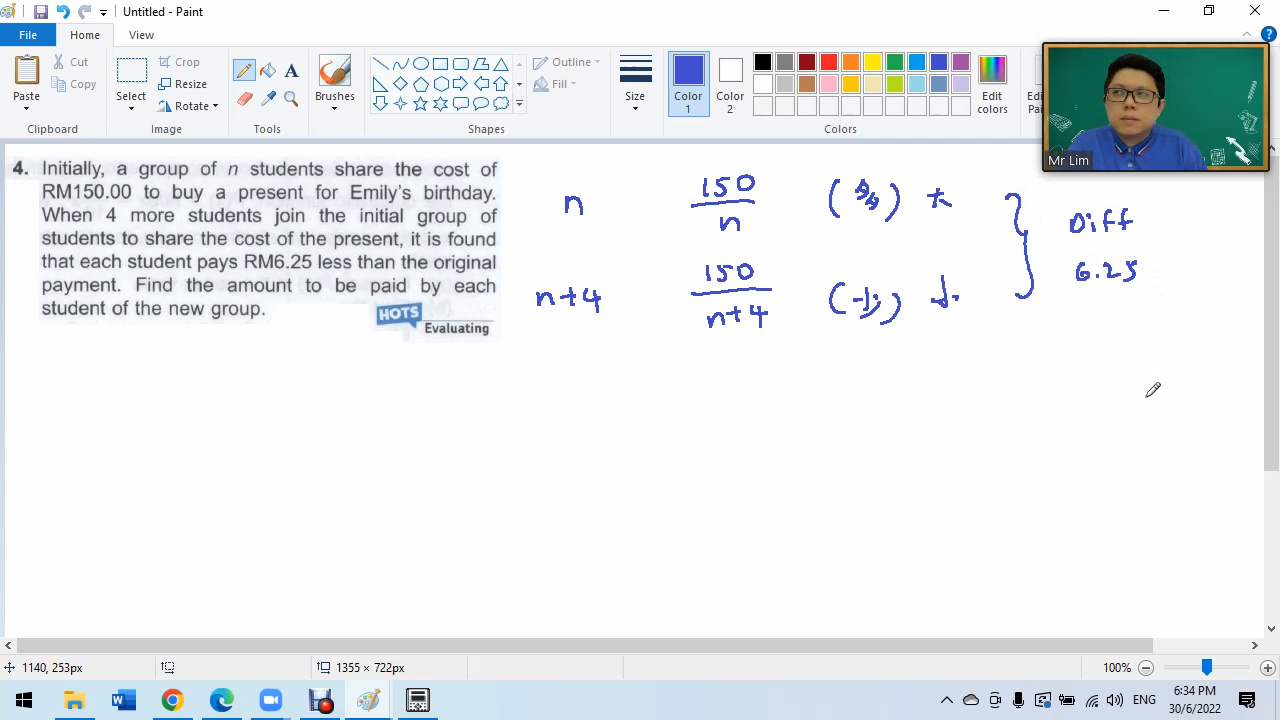 Untitled - Paint
File
Home
View
Paste
Cut
Copy
Clipboard
Select
Crop
Resize
Rotate
Image
A
Tools
Brushes
Outline
Fill
Shapes
Size
Color 1
Color 2
Edit colors
Colors
Mr Lim
4. Initially, a group of n students share the cost of
RM150.00 to buy a present for Emily's birthday.
When 4 more students join the initial group of
students to share the cost of the present, it is found
that each student pays RM6.25 less than the original
payment. Find the amount to be paid by each
student of the new group.
HOTS
Evaluating
n
150
n
n+4
150
n+4
Diff
6.25
1140, 253px
1355 × 722px
100%
ENG
6:34 PM
30/6/2022